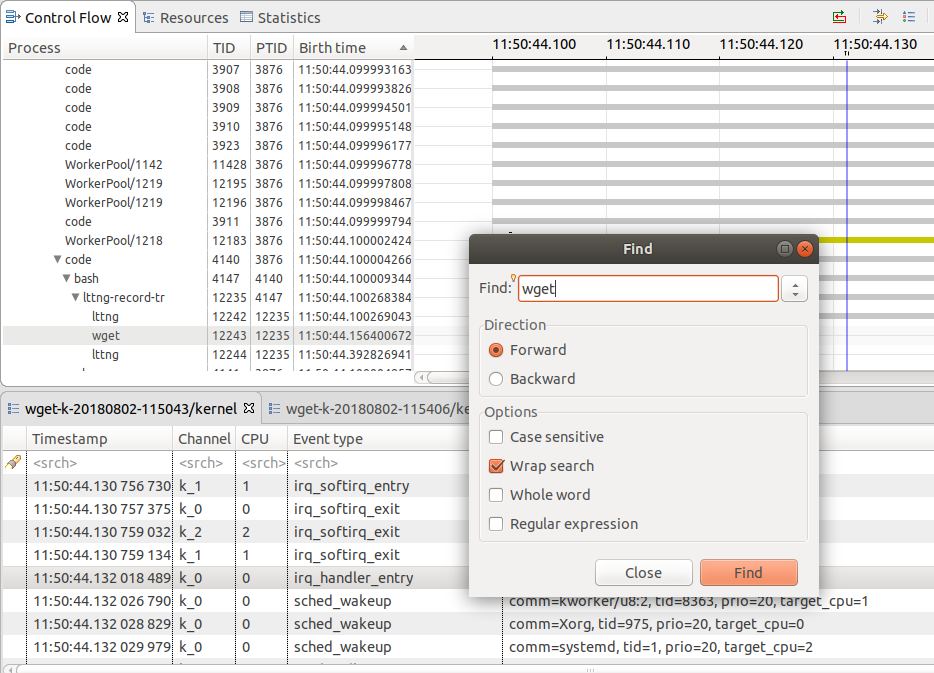 Control Flow Resources Statistics
Process TID PTID Birth time 11:50:44.100 11:50:44.110 11:50:44.120 11:50:44.130
code 3907 3876 11:50:44.099993163
code 3908 3876 11:50:44.099993826
code 3909 3876 11:50:44.099994501
code 3910 3876 11:50:44.099995148
code 3923 3876 11:50:44.099996177
WorkerPool/1142 11428 3876 11:50:44.099996778
WorkerPool/1219 12195 3876 11:50:44.099997808
WorkerPool/1219 12196 3876 11:50:44.099998467
code 3911 3876 11:50:44.099999794
WorkerPool/1218 12183 3876 11:50:44.100002424
code 4140 3876 11:50:44.100004266
bash 4147 4140 11:50:44.100009344
lttng-record-tr 12235 4147 11:50:44.100268384
lttng 12242 12235 11:50:44.100269043
wget 12243 12235 11:50:44.156400672
lttng 12244 12235 11:50:44.392826941
Find
Find: wget
Direction
Forward
Backward
Options
Case sensitive
Wrap search
Whole word
Regular expression
Close Find
wget-k-20180802-115043/kernel wget-k-20180802-115406/ke
Timestamp Channel CPU Event type
<srch> <srch> <srch> <srch>
11:50:44.130 756 730 k_1 1 irq_softirq_entry
11:50:44.130 757 375 k_0 0 irq_softirq_exit
11:50:44.130 759 032 k_2 2 irq_softirq_exit
11:50:44.130 759 134 k_1 1 irq_softirq_exit
11:50:44.132 018 489 k_0 0 irq_handler_entry
11:50:44.132 026 790 k_0 0 sched_wakeup comm=kworker/u8:2, tid=8363, prio=20, target_cpu=1
11:50:44.132 028 829 k_0 0 sched_wakeup comm=Xorg, tid=975, prio=20, target_cpu=0
11:50:44.132 029 979 k_0 0 sched_wakeup comm=systemd, tid=1, prio=20, target_cpu=2